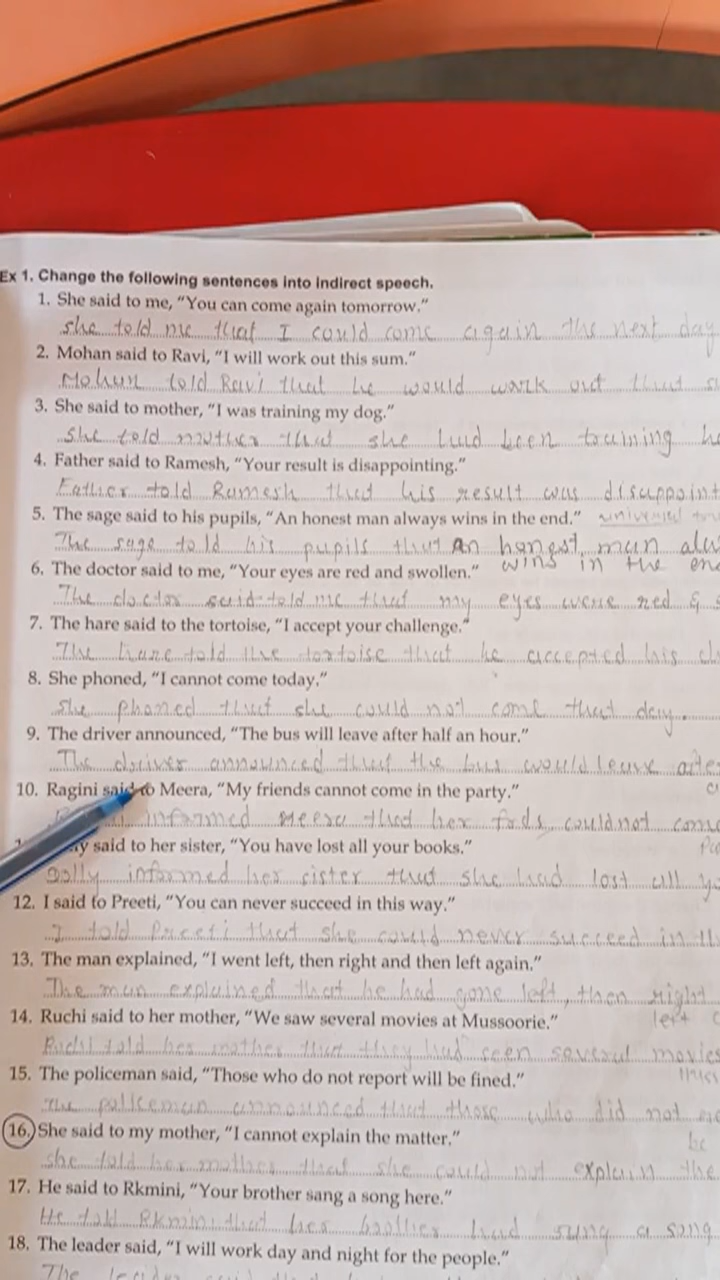 Ex 1. Change the following sentences into indirect speech.
1. She said to me, “You can come again tomorrow.”
she told me that I could come again the next day
2. Mohan said to Ravi, “I will work out this sum.”
Mohun told Ravi that he would work out that
3. She said to mother, “I was training my dog.”
She told mother that she had been training
4. Father said to Ramesh, “Your result is disappointing.”
Father told Ramesh that his result was disappoint
5. The sage said to his pupils, “An honest man always wins in the end.” universal
The sage told his pupils that An honest man
wins in the
6. The doctor said to me, “Your eyes are red and swollen.”
The doctor said told me that my eyes were red &
7. The hare said to the tortoise, “I accept your challenge.”
The hare told the tortoise that he accepted his
8. She phoned, “I cannot come today.”
She phoned that she could not come that day
9. The driver announced, “The bus will leave after half an hour.”
The driver announced that the bus would leave
10. Ragini said to Meera, “My friends cannot come in the party.”
informed Meera that her frds could not come
said to her sister, “You have lost all your books.”
informed her sister that she had lost all
12. I said to Preeti, “You can never succeed in this way.”
I told Preeti that she could never succeed in
13. The man explained, “I went left, then right and then left again.”
The man explained that he had gone left, then right
left
14. Ruchi said to her mother, “We saw several movies at Mussoorie.”
Ruchi told her mother that they had seen several movies
15. The policeman said, “Those who do not report will be fined.”
The policeman announced that those who did not
be
16. She said to my mother, “I cannot explain the matter.”
she told her mother that she could not explain the
17. He said to Rkmini, “Your brother sang a song here.”
He told Rkmini that her brother had sung a song
18. The leader said, “I will work day and night for the people.”
The